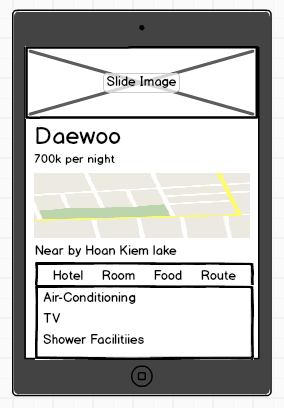 Slide Image
Daewoo
700k per night
Near by Hoan Kiem lake
Hotel Room Food Route
Air-Conditioning
TV
Shower Facilitiies